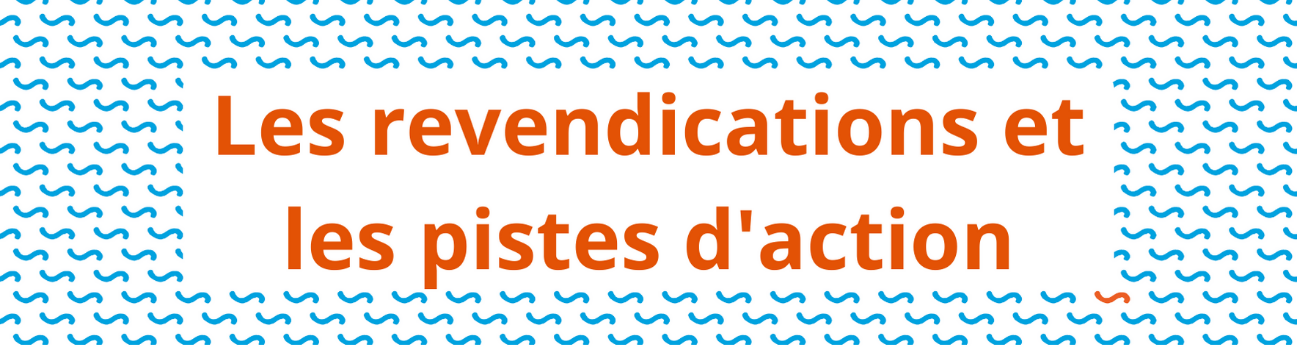 Les revendications et
les pistes d'action